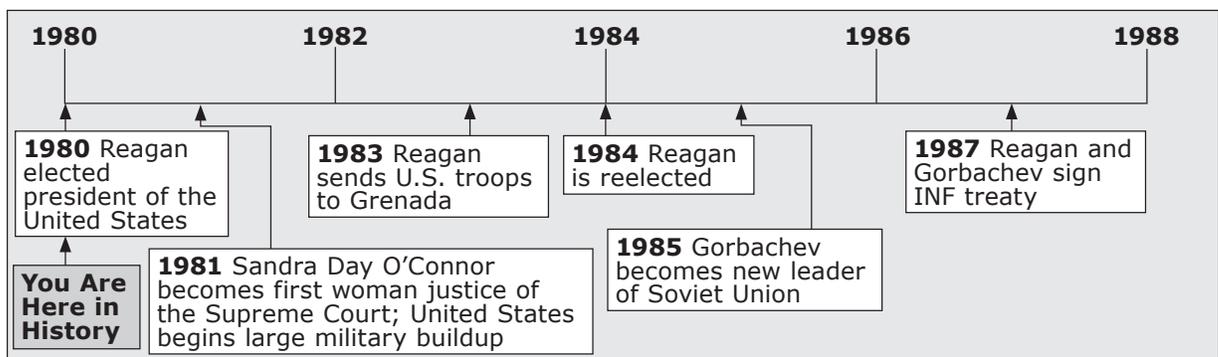 1980
1982
1984
1986
1988
1980 Reagan
elected
president of the
United States
1983 Reagan
sends U.S. troops
to Grenada
1984 Reagan
is reelected
1987 Reagan and
Gorbachev sign
INF treaty
You Are
Here in
History
1981 Sandra Day O’Connor
becomes first woman justice of
the Supreme Court; United States
begins large military buildup
1985 Gorbachev
becomes new leader
of Soviet Union